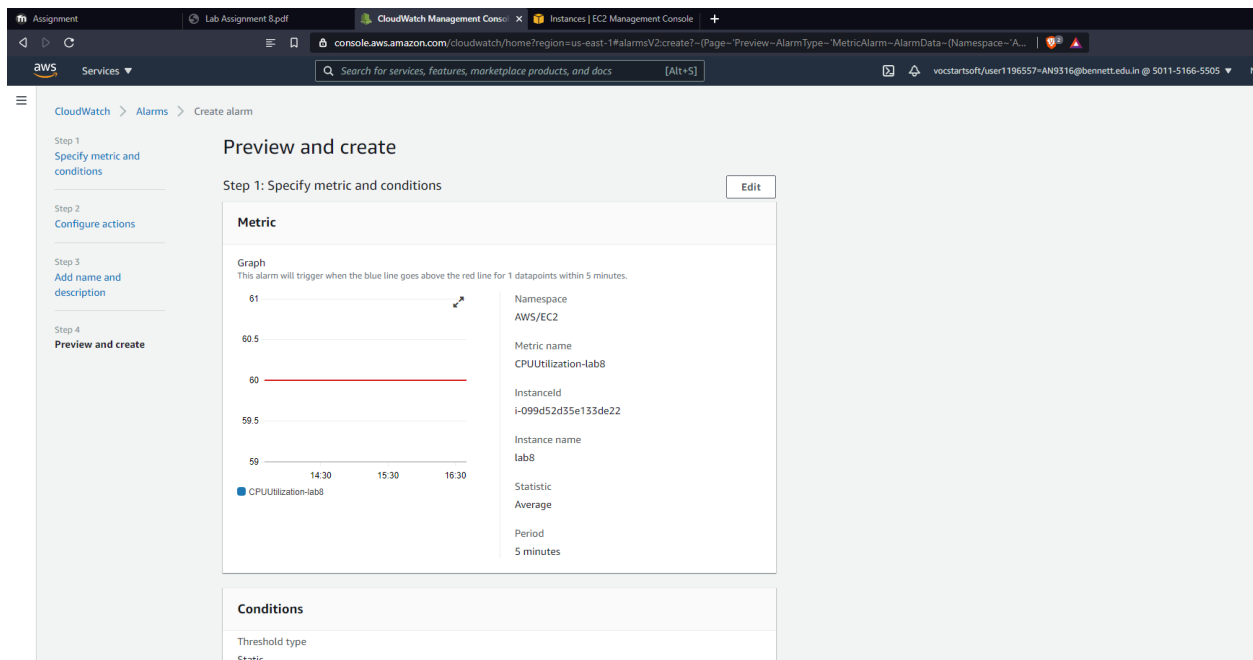 Assignment
Lab Assignment 8.pdf
CloudWatch Management Consol
Instances | EC2 Management Console
console.aws.amazon.com/cloudwatch/home?region=us-east-1#alarmsV2:create?~(Page~'Preview~AlarmType~'MetricAlarm~AlarmData~(Namespace~'A...
aws
Services
Search for services, features, marketplace products, and docs
[Alt+S]
vocstartsoft/user1196557=AN9316@bennett.edu.in @ 5011-5166-5505
CloudWatch
Alarms
Create alarm
Step 1
Specify metric and
conditions
Step 2
Configure actions
Step 3
Add name and
description
Step 4
Preview and create
Preview and create
Step 1: Specify metric and conditions
Edit
Metric
Graph
This alarm will trigger when the blue line goes above the red line for 1 datapoints within 5 minutes.
61
60.5
60
59.5
59
14:30 15:30 16:30
CPUUtilization-lab8
Namespace
AWS/EC2
Metric name
CPUUtilization-lab8
InstanceId
i-099d52d35e133de22
Instance name
lab8
Statistic
Average
Period
5 minutes
Conditions
Threshold type
Static